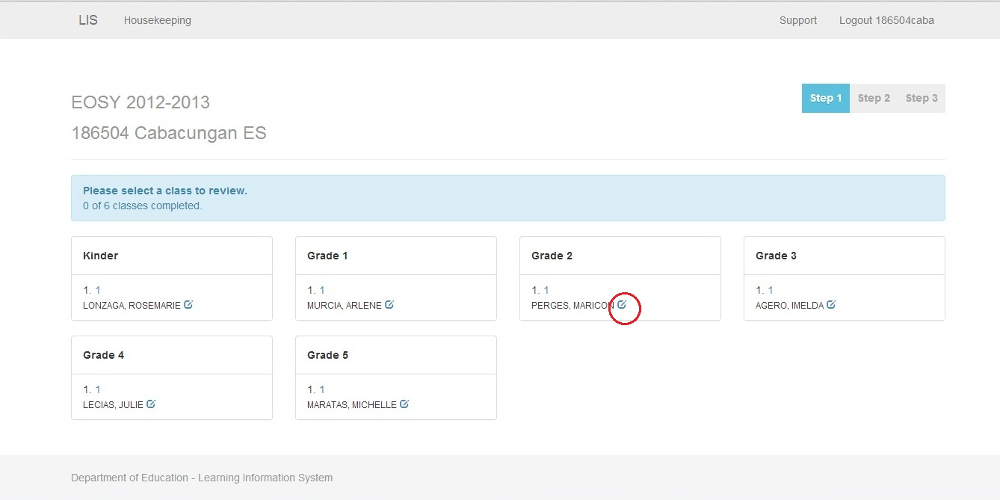 LIS Housekeeping Support Logout 186504caba
EOSY 2012-2013
Step 1 Step 2 Step 3
186504 Cabacungan ES
Please select a class to review.
0 of 6 classes completed.
Kinder
1. 1
LONZAGA, ROSEMARIE
Grade 1
1. 1
MURCIA, ARLENE
Grade 2
1. 1
PERGES, MARICON
Grade 3
1. 1
AGERO, IMELDA
Grade 4
1. 1
LECIAS, JULIE
Grade 5
1. 1
MARATAS, MICHELLE
Department of Education - Learning Information System